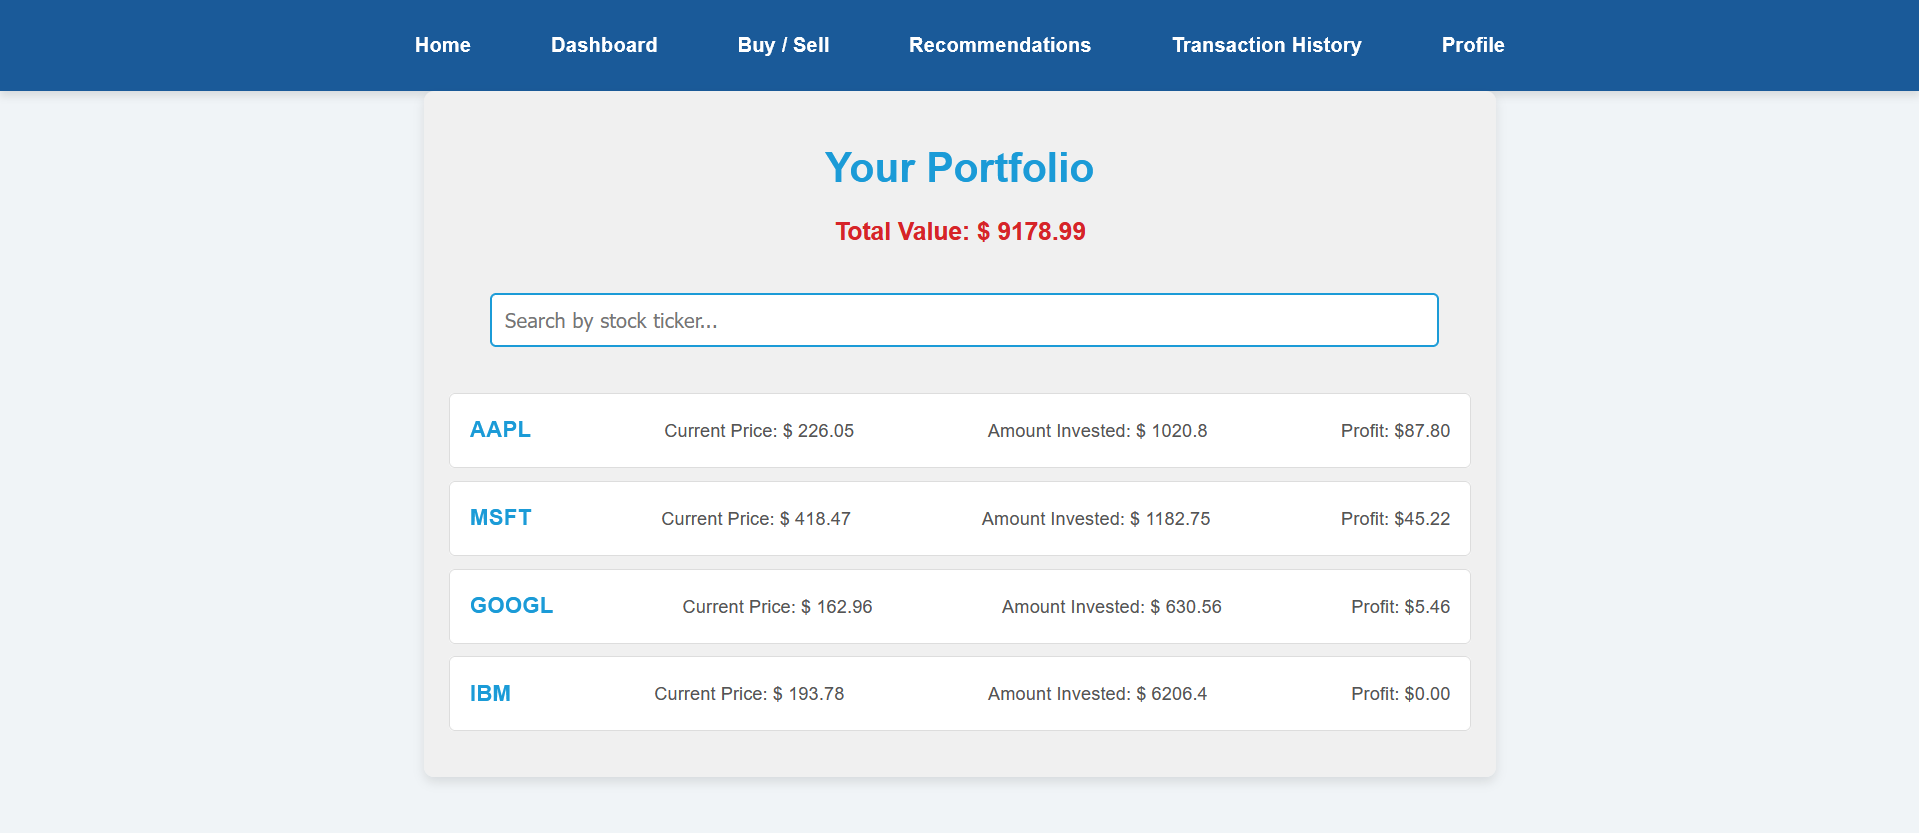 Home Dashboard Buy / Sell Recommendations Transaction History Profile
Your Portfolio
Total Value: $ 9178.99
Search by stock ticker...
AAPL Current Price: $ 226.05 Amount Invested: $ 1020.8 Profit: $87.80
MSFT Current Price: $ 418.47 Amount Invested: $ 1182.75 Profit: $45.22
GOOGL Current Price: $ 162.96 Amount Invested: $ 630.56 Profit: $5.46
IBM Current Price: $ 193.78 Amount Invested: $ 6206.4 Profit: $0.00